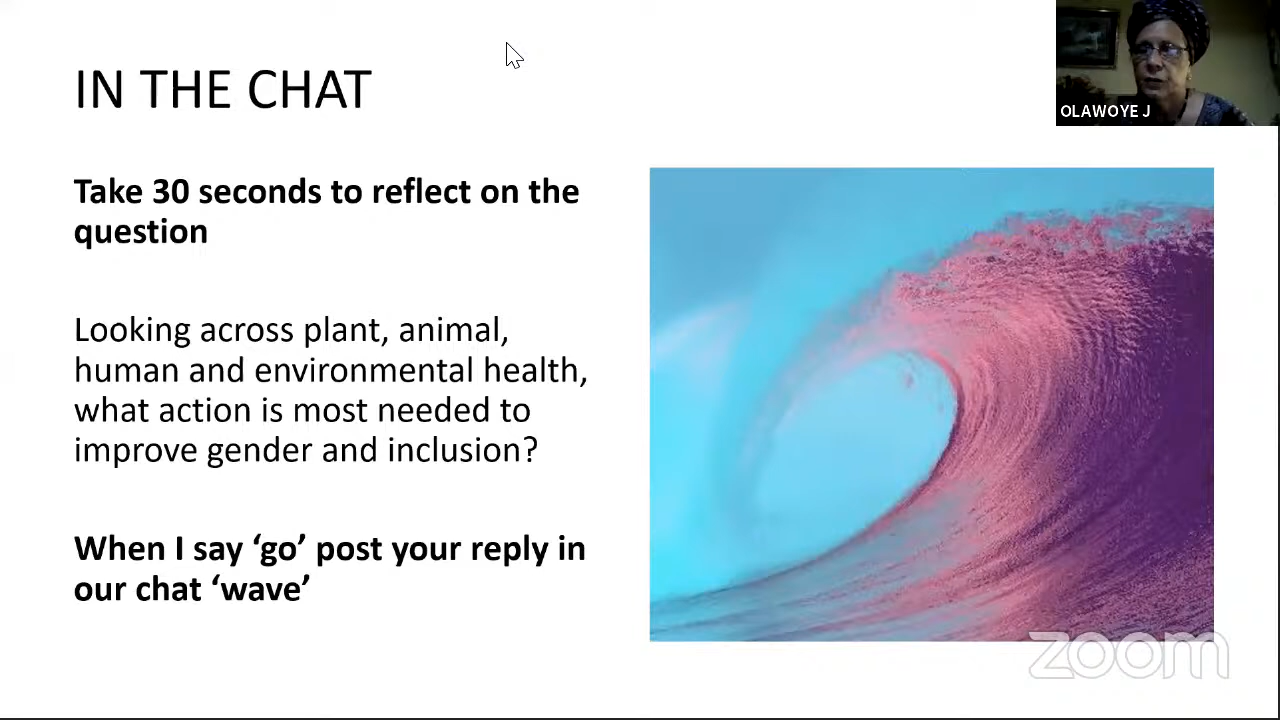 IN THE CHAT
OLAWOYE J
Take 30 seconds to reflect on the
question
Looking across plant, animal,
human and environmental health,
what action is most needed to
improve gender and inclusion?
When I say ‘go’ post your reply in
our chat ‘wave’
zoom